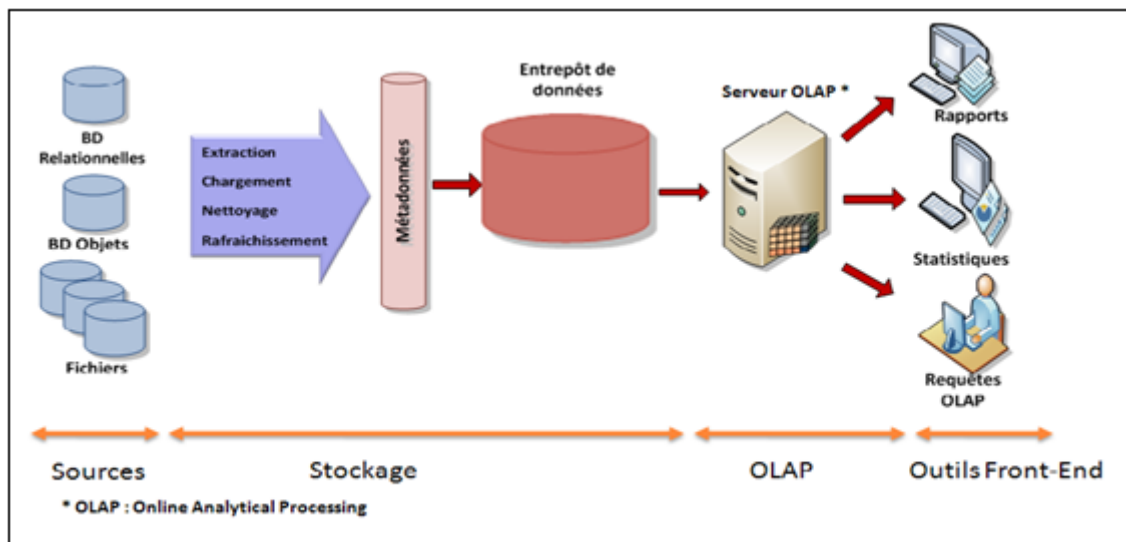 BD
Relationnelles
BD Objets
Fichiers
Extraction
Chargement
Nettoyage
Rafraichissement
Métadonnées
Entrepôt de
données
Serveur OLAP *
Rapports
Statistiques
Requêtes
OLAP
Sources
Stockage
OLAP
Outils Front-End
* OLAP : Online Analytical Processing